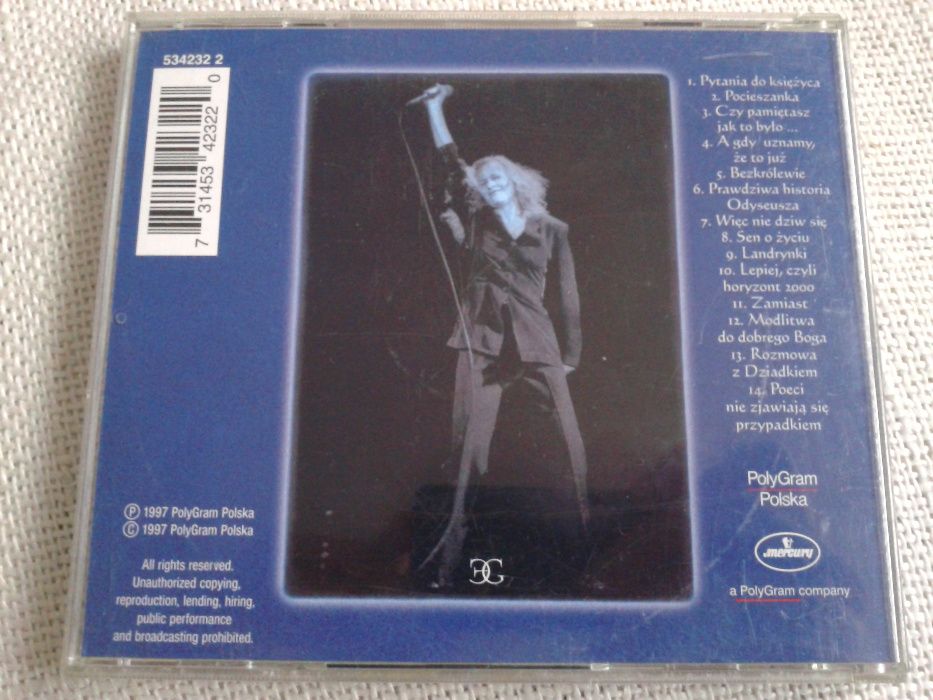 534232 2
7 31453 42322 0
1. Pytania do księżyca
2. Pocieszanka
3. Czy pamiętasz
jak to było ...
4. A gdy uznamy,
że to już
5. Bezkrólewie
6. Prawdziwa historia
Odyseusza
7. Więc nie dziw się
8. Sen o życiu
9. Landrynki
10. Lepiej, czyli
horyzont 2000
11. Zamiast
12. Modlitwa
do dobrego Boga
13. Rozmowa
z Dziadkiem
14. Poeci
nie zjawiają się
przypadkiem
PolyGram
Polska
mercury
a PolyGram company
Ⓟ 1997 PolyGram Polska
© 1997 PolyGram Polska
All rights reserved.
Unauthorized copying,
reproduction, lending, hiring,
public performance
and broadcasting prohibited.